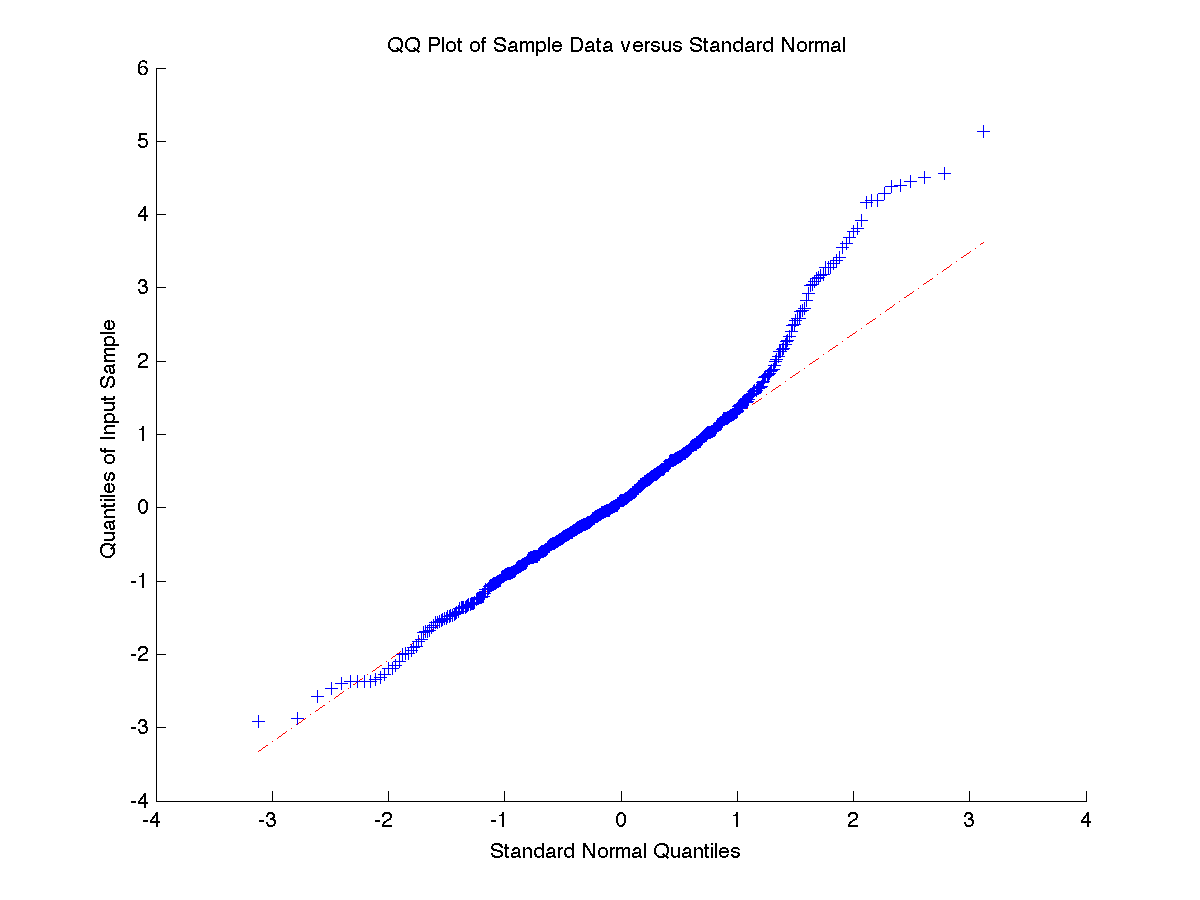 QQ Plot of Sample Data versus Standard Normal
6
5
4
3
2
1
0
-1
-2
-3
-4
Quantiles of Input Sample
-4 -3 -2 -1 0 1 2 3 4
Standard Normal Quantiles